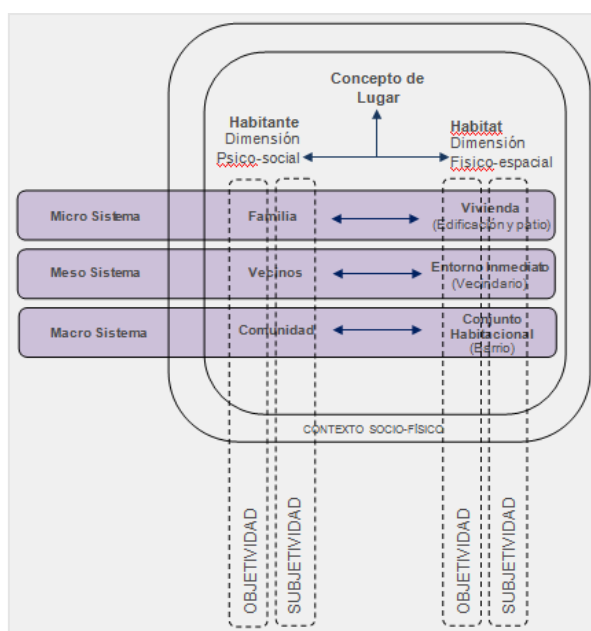 Concepto de
Lugar
Habitante
Dimensión
Psico-social
Habitat
Dimensión
Fisico-espacial
Micro Sistema
Familia
Vivienda
(Edificación y patio)
Meso Sistema
Vecinos
Entorno Inmediato
(Vecindario)
Macro Sistema
Comunidad
Conjunto
Habitacional
(Barrio)
CONTEXTO SOCIO-FÍSICO
OBJETIVIDAD
SUBJETIVIDAD
OBJETIVIDAD
SUBJETIVIDAD